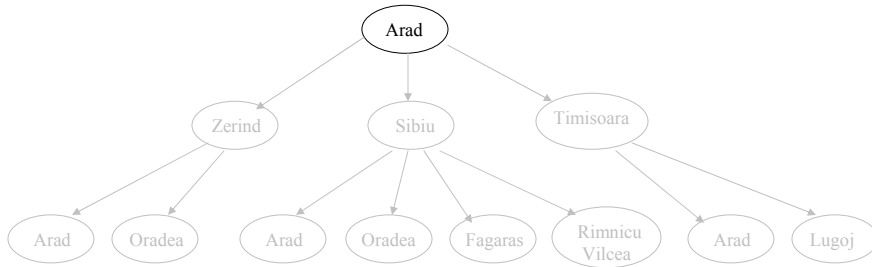 Arad
Zerind
Sibiu
Timisoara
Arad
Oradea
Arad
Oradea
Fagaras
Rimnicu
Vilcea
Arad
Lugoj